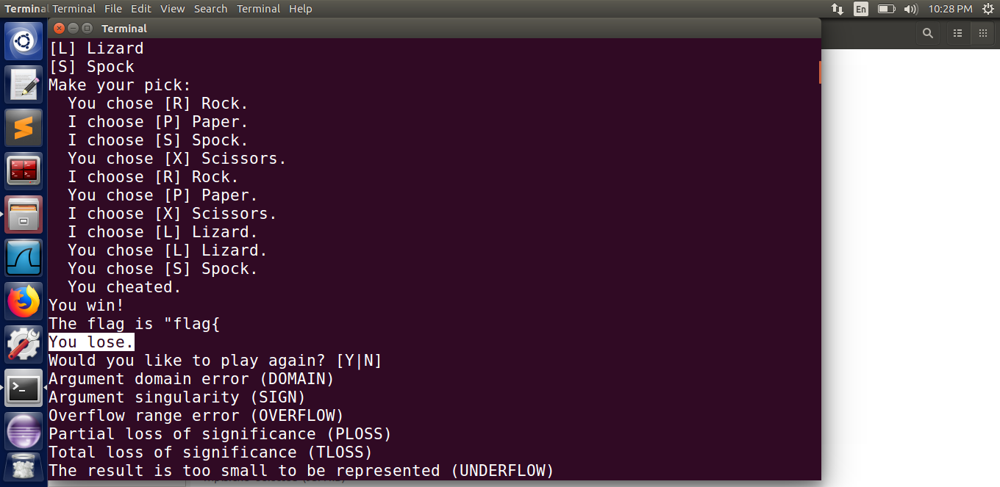 Terminal Terminal File Edit View Search Terminal Help En 10:28 PM
Terminal
[L] Lizard
[S] Spock
Make your pick:
You chose [R] Rock.
I choose [P] Paper.
I choose [S] Spock.
You chose [X] Scissors.
I choose [R] Rock.
You chose [P] Paper.
I choose [X] Scissors.
I choose [L] Lizard.
You chose [L] Lizard.
You chose [S] Spock.
You cheated.
You win!
The flag is "flag{
You lose.
Would you like to play again? [Y|N]
Argument domain error (DOMAIN)
Argument singularity (SIGN)
Overflow range error (OVERFLOW)
Partial loss of significance (PLOSS)
Total loss of significance (TLOSS)
The result is too small to be represented (UNDERFLOW)